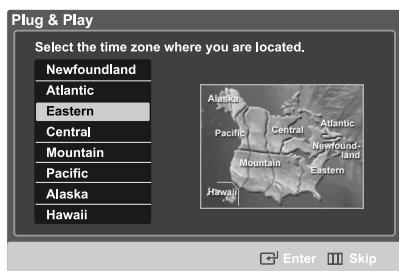 Plug & Play
Select the time zone where you are located.
Newfoundland
Atlantic
Eastern
Central
Mountain
Pacific
Alaska
Hawaii
Alaska
Pacific
Central
Atlantic
Newfound-
land
Mountain
Eastern
Hawaii
Enter Skip